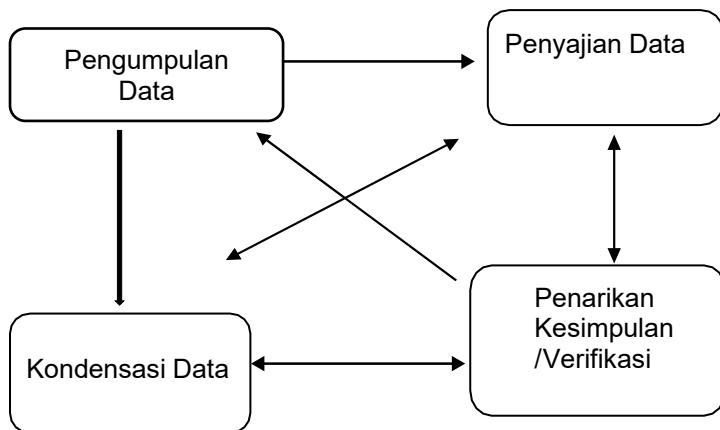 Pengumpulan
Data
Penyajian Data
Kondensasi Data
Penarikan
Kesimpulan
/Verifikasi